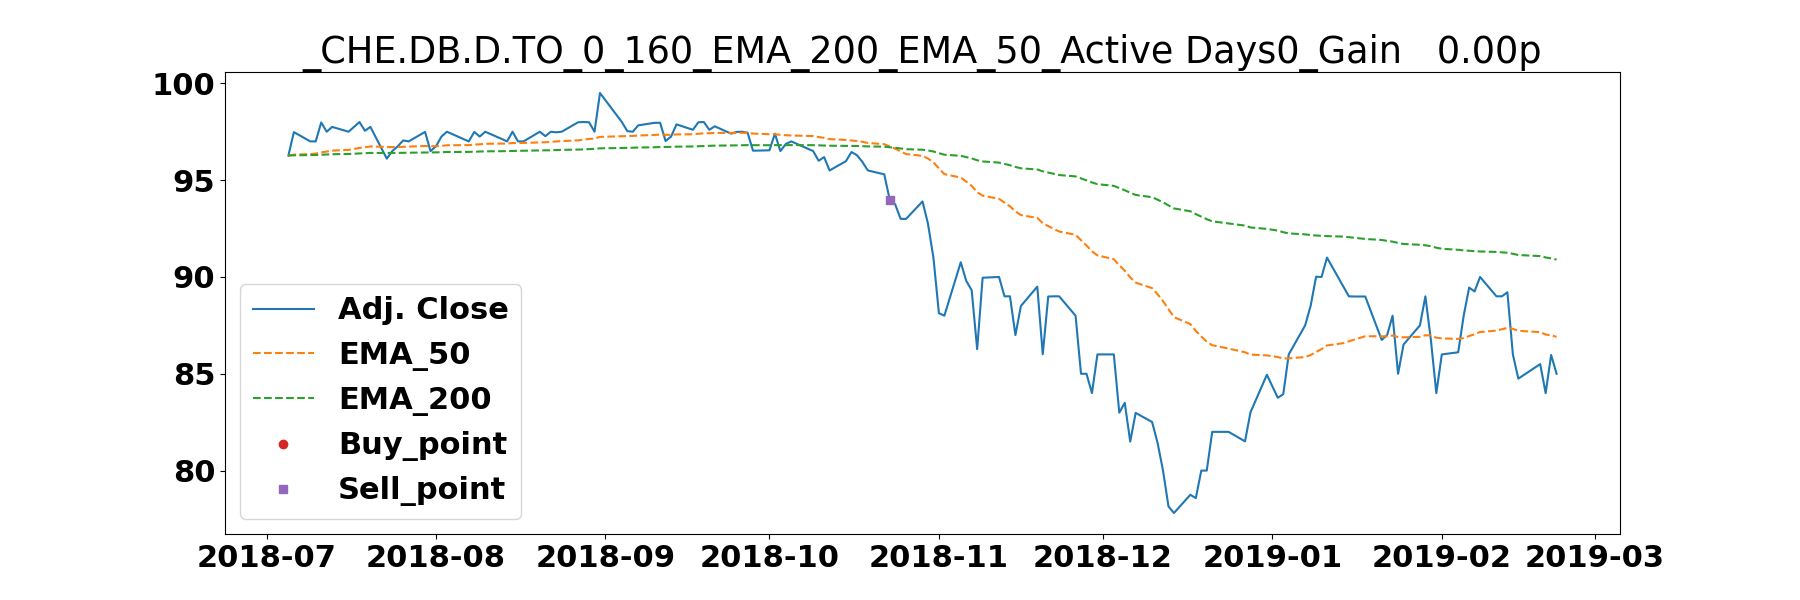 _CHE.DB.D.TO_0_160_EMA_200_EMA_50_Active Days0_Gain   0.00p
100
95
90
85
80
Adj. Close
EMA_50
EMA_200
Buy_point
Sell_point
2018-07 2018-08 2018-09 2018-10 2018-11 2018-12 2019-01 2019-02 2019-03